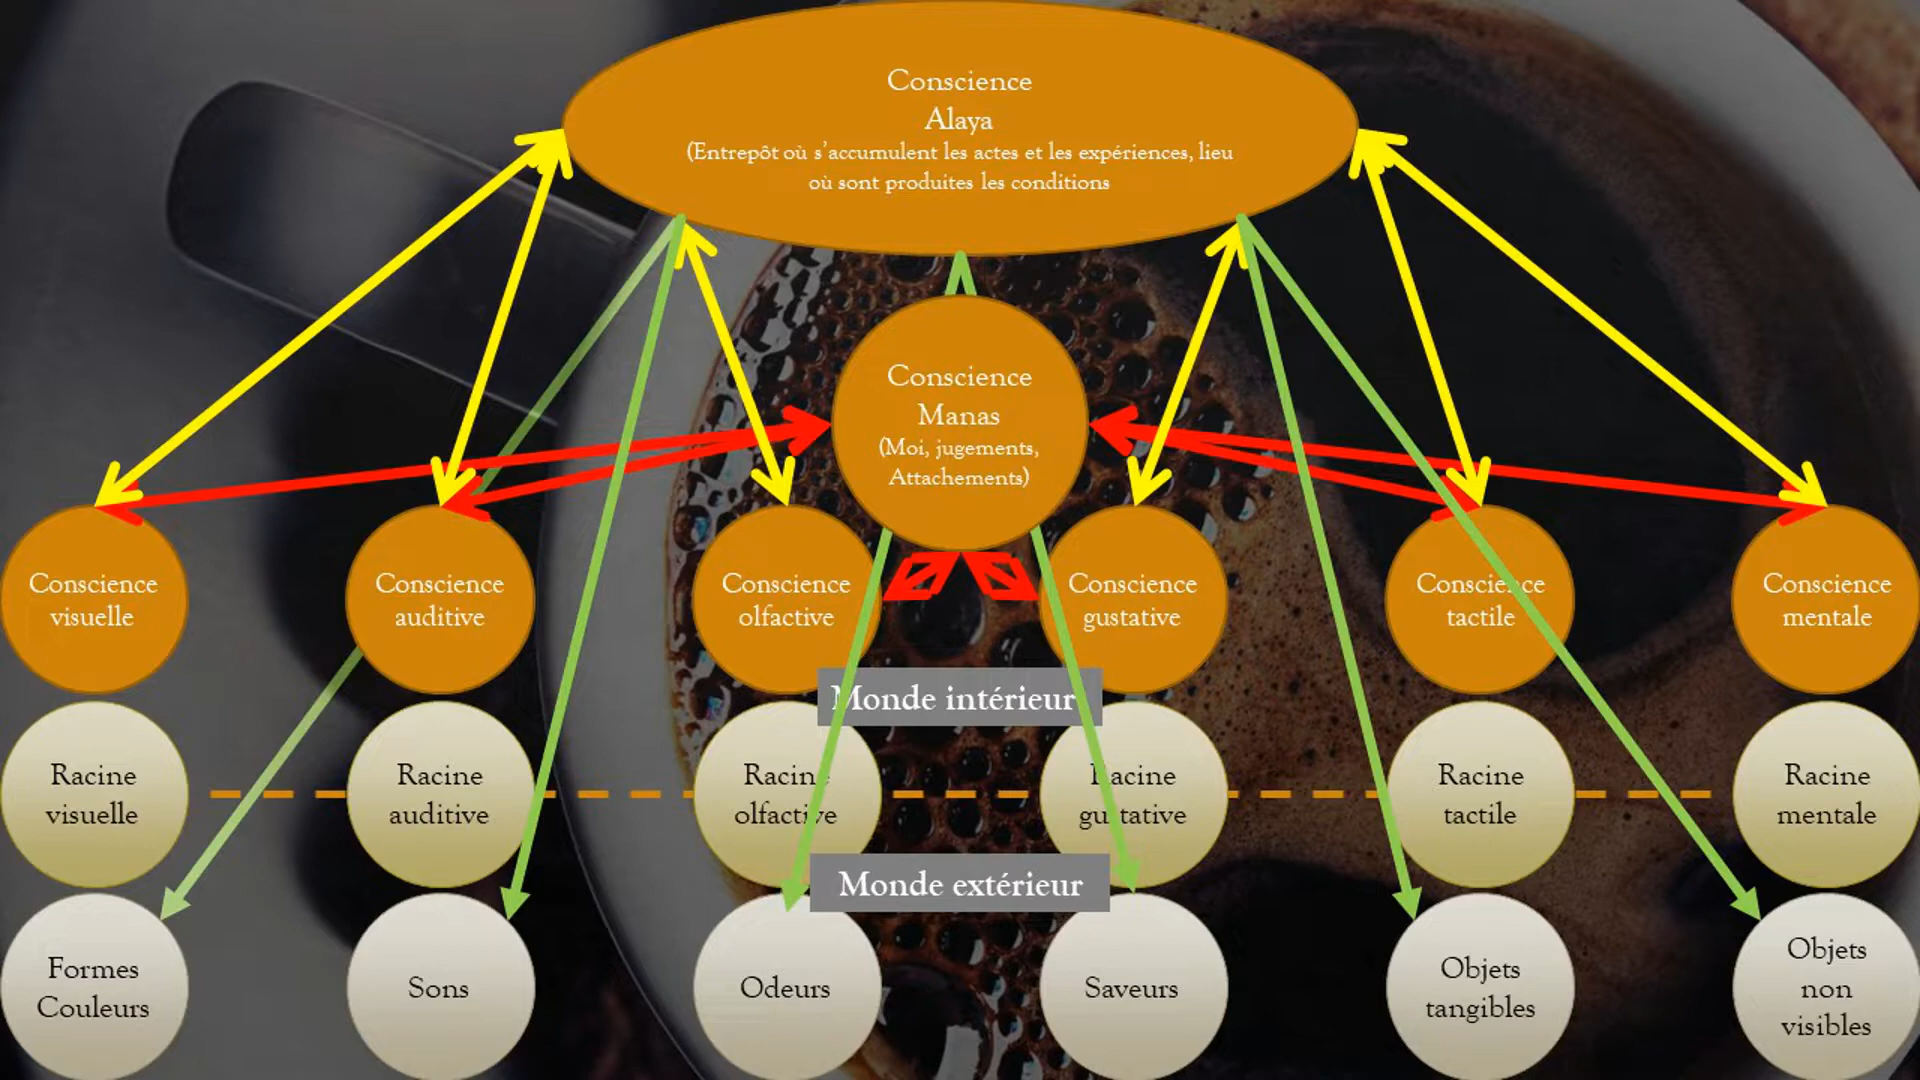 Conscience
Alaya
(Entrepôt où s'accumulent les actes et les expériences, lieu
où sont produites les conditions
Conscience
Manas
(Moi, jugements,
Attachements)
Conscience
visuelle
Conscience
auditive
Conscience
olfactive
Conscience
gustative
Conscience
tactile
Conscience
mentale
Monde intérieur
Racine
visuelle
Racine
auditive
Racine
olfactive
Racine
gustative
Racine
tactile
Racine
mentale
Monde extérieur
Formes
Couleurs
Sons
Odeurs
Saveurs
Objets
tangibles
Objets
non
visibles